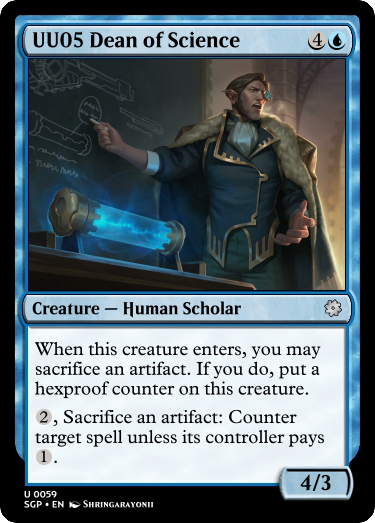 UU05 Dean of Science 4
Creature — Human Scholar
When this creature enters, you may
sacrifice an artifact. If you do, put a
hexproof counter on this creature.
2, Sacrifice an artifact: Counter
target spell unless its controller pays
1.
4/3
U 0059
SGP • EN Shringarayonii